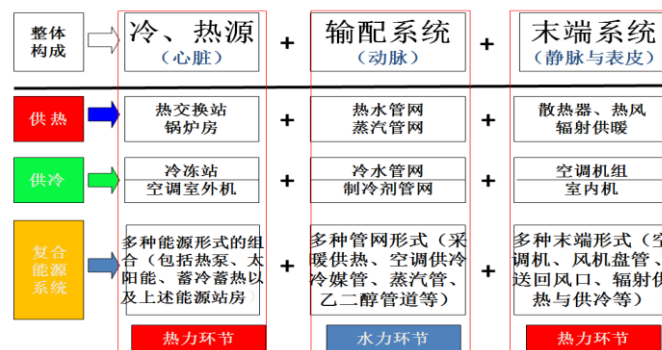 整体
构成
冷、热源
（心脏）
+
输配系统
（动脉）
+
末端系统
（静脉与表皮）
供热
热交换站
锅炉房
+
热水管网
蒸汽管网
+
散热器、热风
辐射供暖
供冷
冷冻站
空调室外机
+
冷水管网
制冷剂管网
+
空调机组
室内机
复合
能源
系统
多种能源形式的组
合（包括热泵、太
阳能、蓄冷蓄热以
及上述能源站房）
+
多种管网形式（采
暖供热、空调供冷
冷媒管、蒸汽管、
乙二醇管道等）
+
多种末端形式（空
调机、风机盘管、
送回风口、辐射供
热与供冷等）
热力环节
水力环节
热力环节